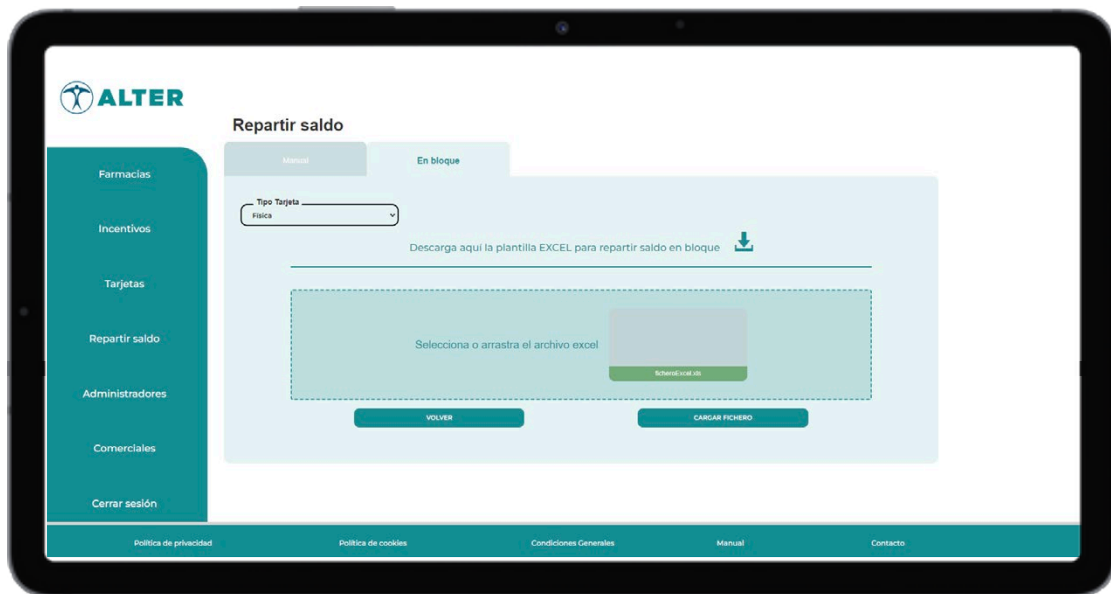 ALTER
Repartir saldo
Manual
En bloque
Farmacias
Incentivos
Tarjetas
Repartir saldo
Administradores
Comerciales
Cerrar sesión
Tipo Tarjeta
Física
Descarga aquí la plantilla EXCEL para repartir saldo en bloque
Selecciona o arrastra el archivo excel
ficheroExcel.xls
VOLVER
CARGAR FICHERO
Política de privacidad
Política de cookies
Condiciones Generales
Manual
Contacto